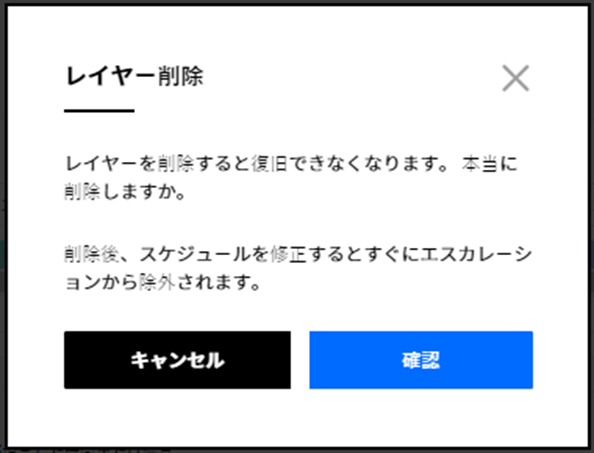 レイヤー削除
レイヤーを削除すると復旧できなくなります。 本当に
削除しますか。
削除後、スケジュールを修正するとすぐにエスカレーシ
ョンから除外されます。
キャンセル
確認